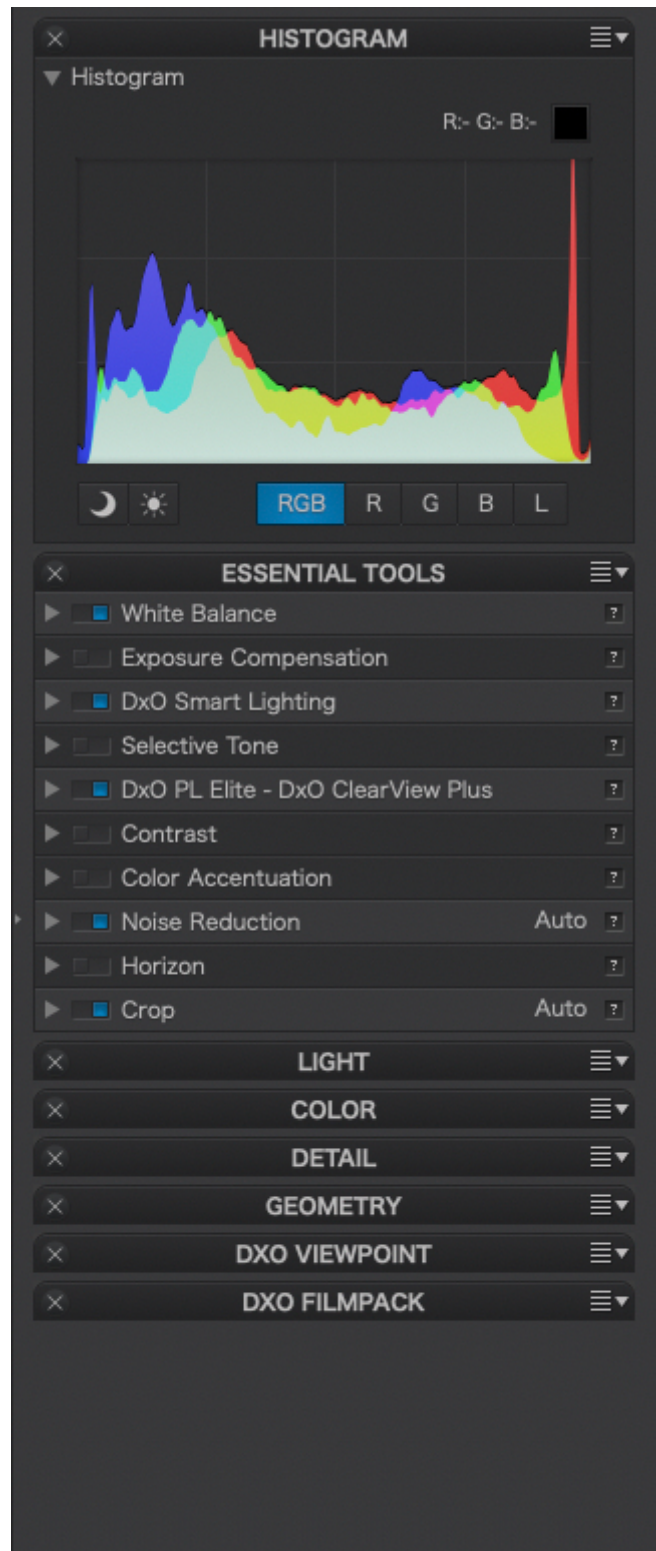 HISTOGRAM
Histogram
R:- G:- B:-
RGB R G B L
ESSENTIAL TOOLS
White Balance ?
Exposure Compensation ?
DxO Smart Lighting ?
Selective Tone ?
DxO PL Elite - DxO ClearView Plus ?
Contrast ?
Color Accentuation ?
Noise Reduction Auto ?
Horizon ?
Crop Auto ?
LIGHT
COLOR
DETAIL
GEOMETRY
DXO VIEWPOINT
DXO FILMPACK